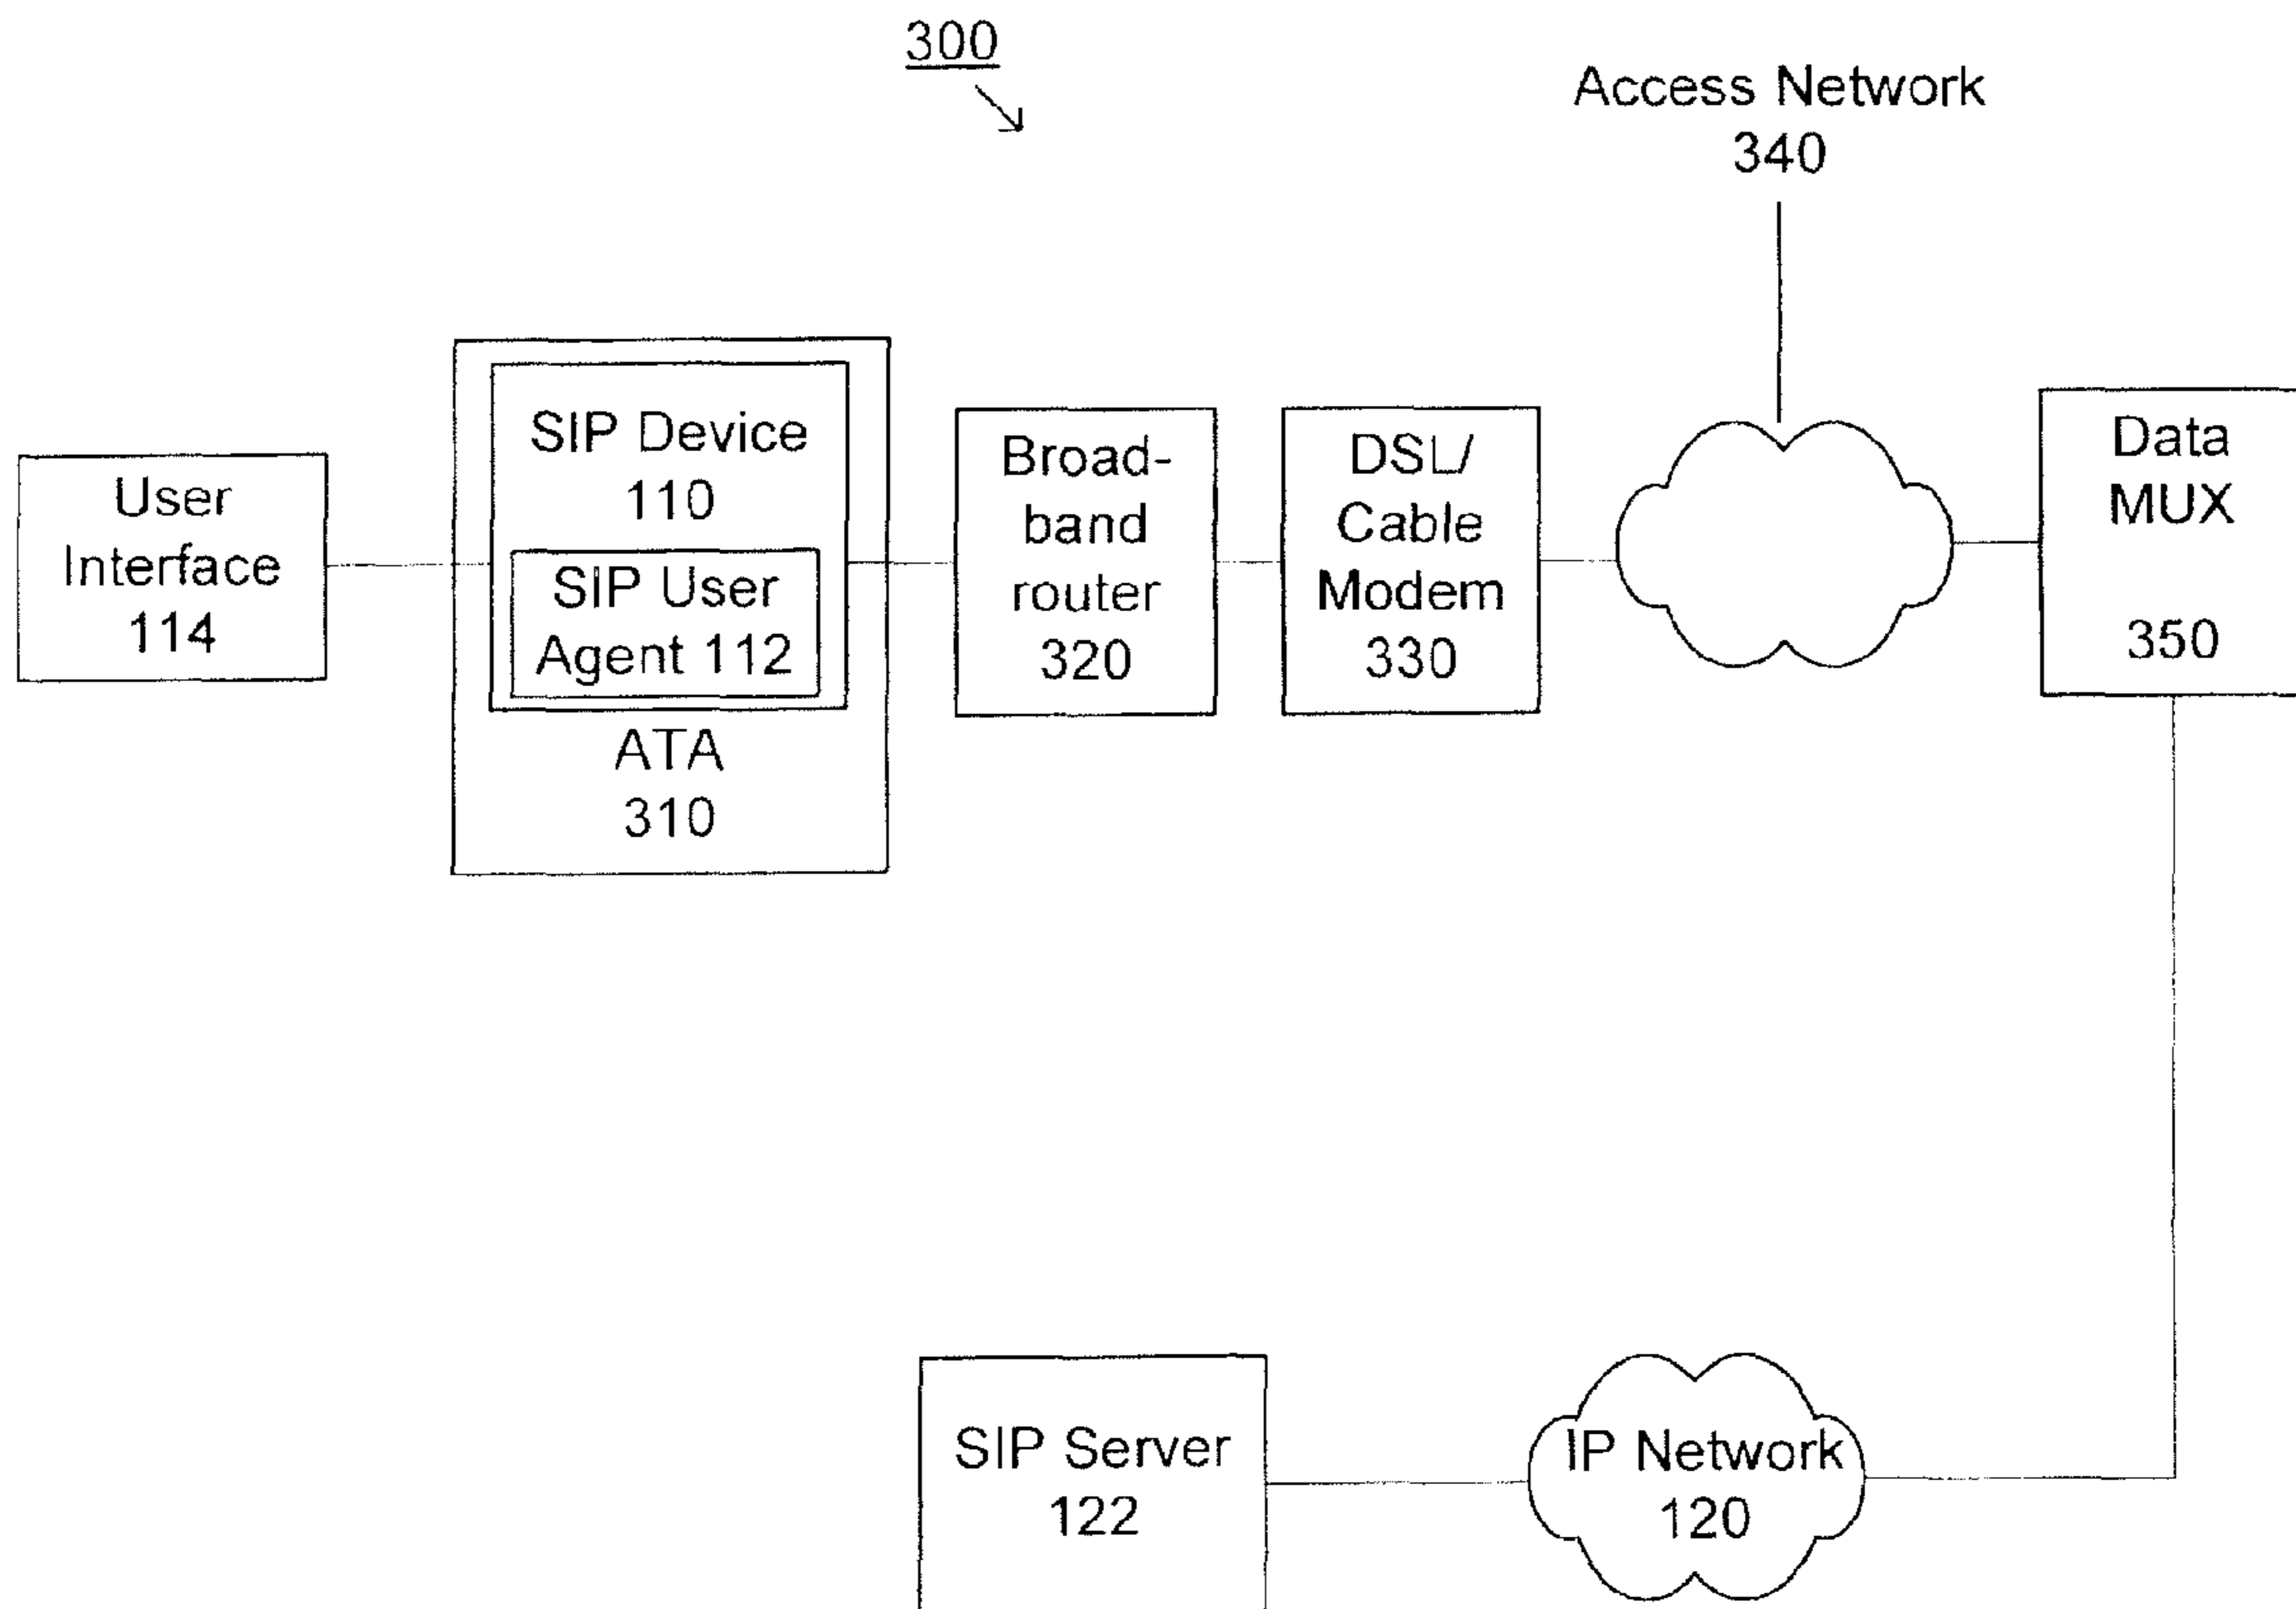 300
Access Network
340
User
Interface
114
SIP Device
110
SIP User
Agent 112
ATA
310
Broad-
band
router
320
DSL/
Cable
Modem
330
Data
MUX
350
SIP Server
122
IP Network
120